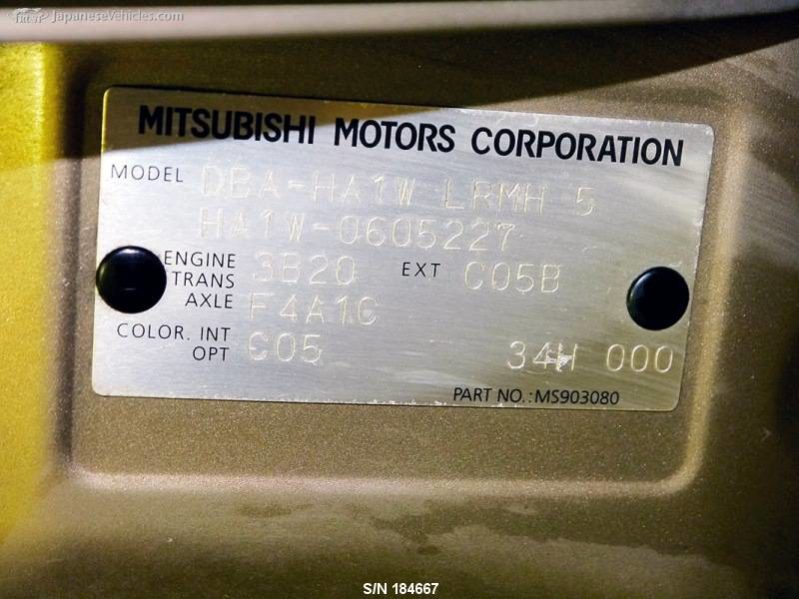 JapaneseVehicles.com
MITSUBISHI MOTORS CORPORATION
MODEL DBA-HA1W LRMH 5
HA1W-0605227
ENGINE 3B20 EXT C05B
TRANS
AXLE F4A1C
COLOR. INT C05
OPT 34H 000
PART NO.:MS903080
S/N 184667